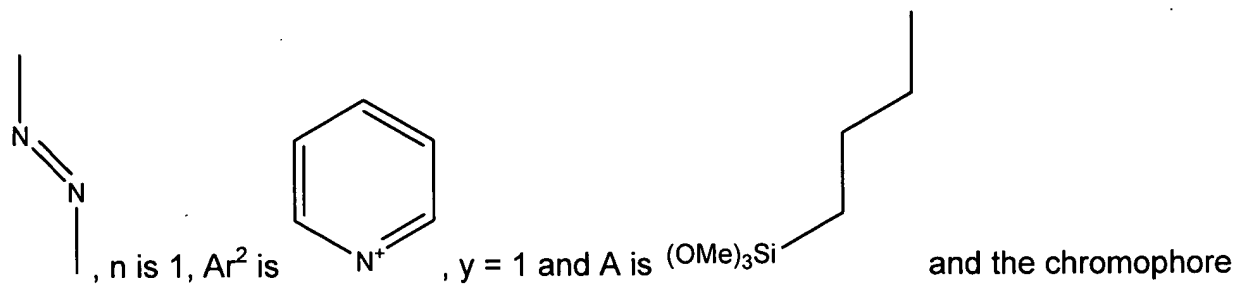 N
N
N⁺
, n is 1, Ar² is
, y = 1 and A is (OMe)₃Si
and the chromophore